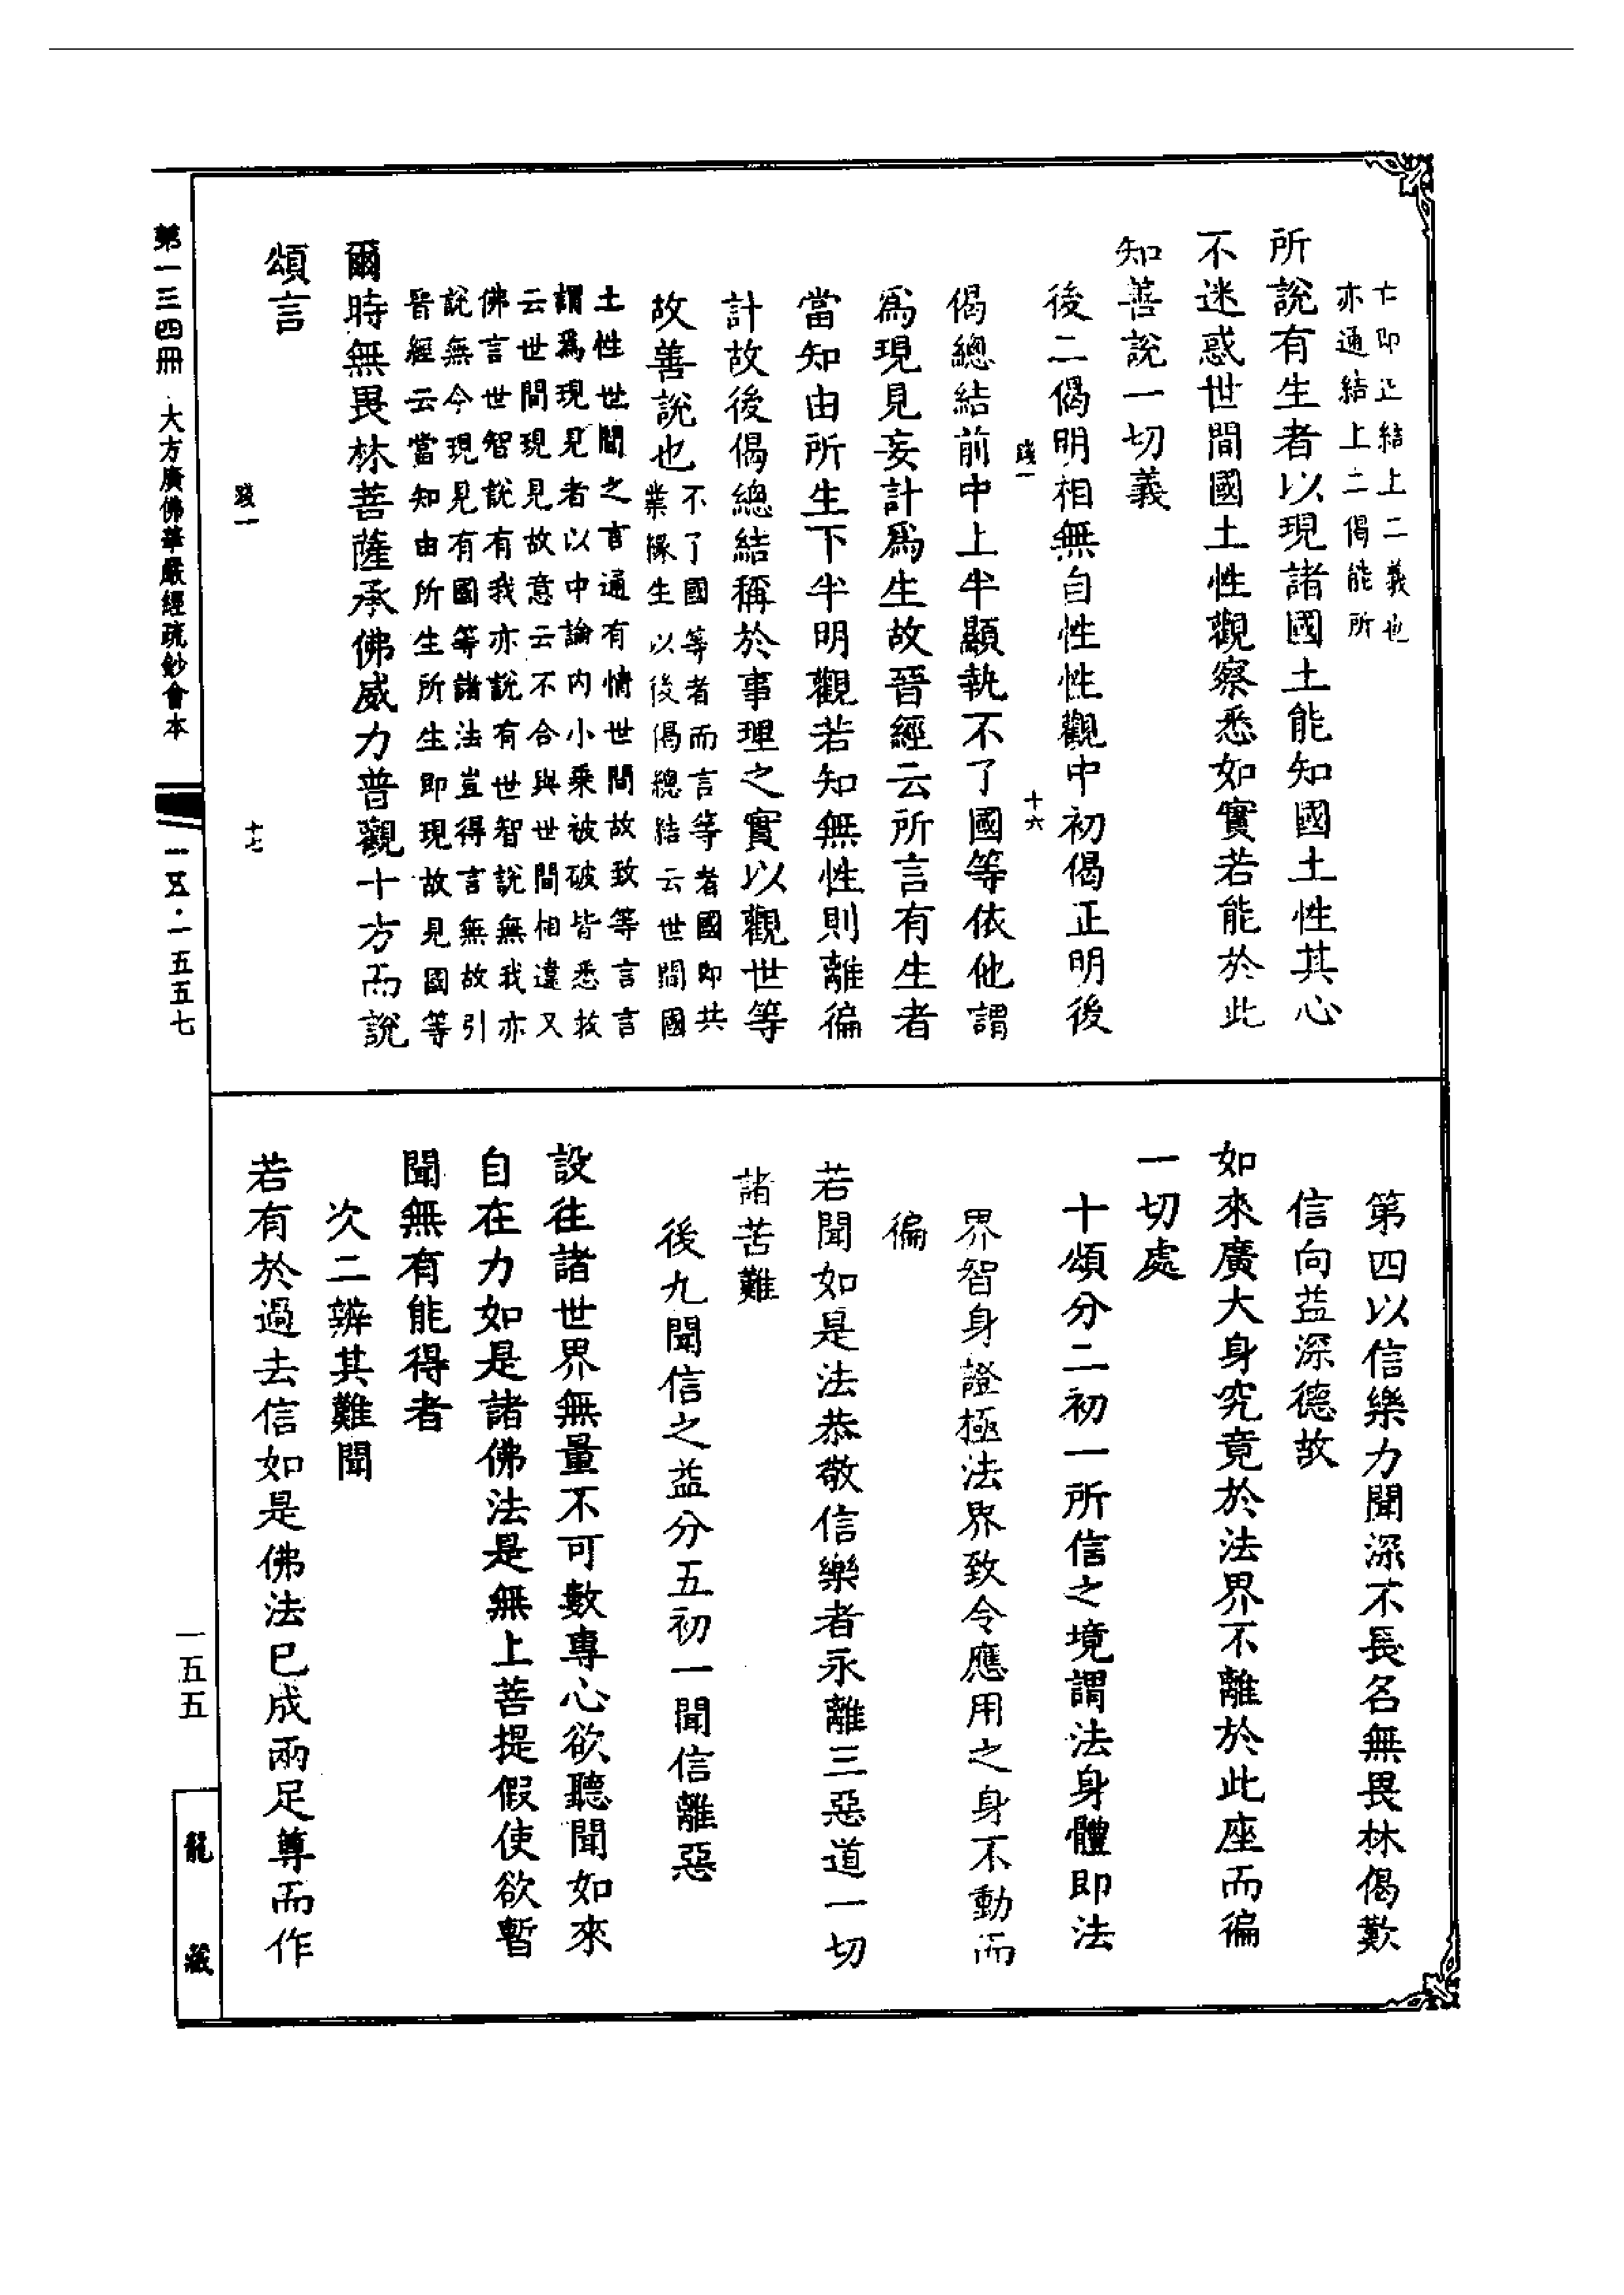 亡即正結上二義也
亦通結上二偈能所
所說有生者以現諸國土能知國土性其心
不迷惑世間國土性觀察悉如實若能於此
知善說一切義
後二偈明相無自性性觀中初偈正明後
踐一
十六
偈總結前中上半顯執不了國等依他謂
爲現見妄計爲生故晉經云所言有生者
當知由所生下半明觀若知無性則離徧
計故後偈總結稱於事理之實以觀世等
故善說也
不了國等者而言等者國即共
業緣生以後偈總結云世間國
土性世間之言通有情世間故致等言言
謂爲現見者以中論內小乘被破皆悉救
云世間現見故意云不合與世間相違又
佛言世智說有我亦說有世智說無我亦
說無今現見有國等諸法豈得言無故引
晉經云當知由所生所生即現故見國等
爾時無畏林菩薩承佛威力普觀十方而說
頌言
踐一
十七
第四以信樂力聞深不長名無畏林偈歎
信向益深德故
如來廣大身究竟於法界不離於此座而徧
一切處
十頌分二初一所信之境謂法身體即法
界智身證極法界致令應用之身不動而
徧
若聞如是法恭敬信樂者永離三惡道一切
諸苦難
後九聞信之益分五初一聞信離惡
設往諸世界無量不可數專心欲聽聞如來
自在力如是諸佛法是無上菩提假使欲暫
聞無有能得者
次二辨其難聞
若有於過去信如是佛法已成兩足尊而作
第一三四冊 大方廣佛華嚴經疏鈔會本
一五·一五五七
一五五
龍藏